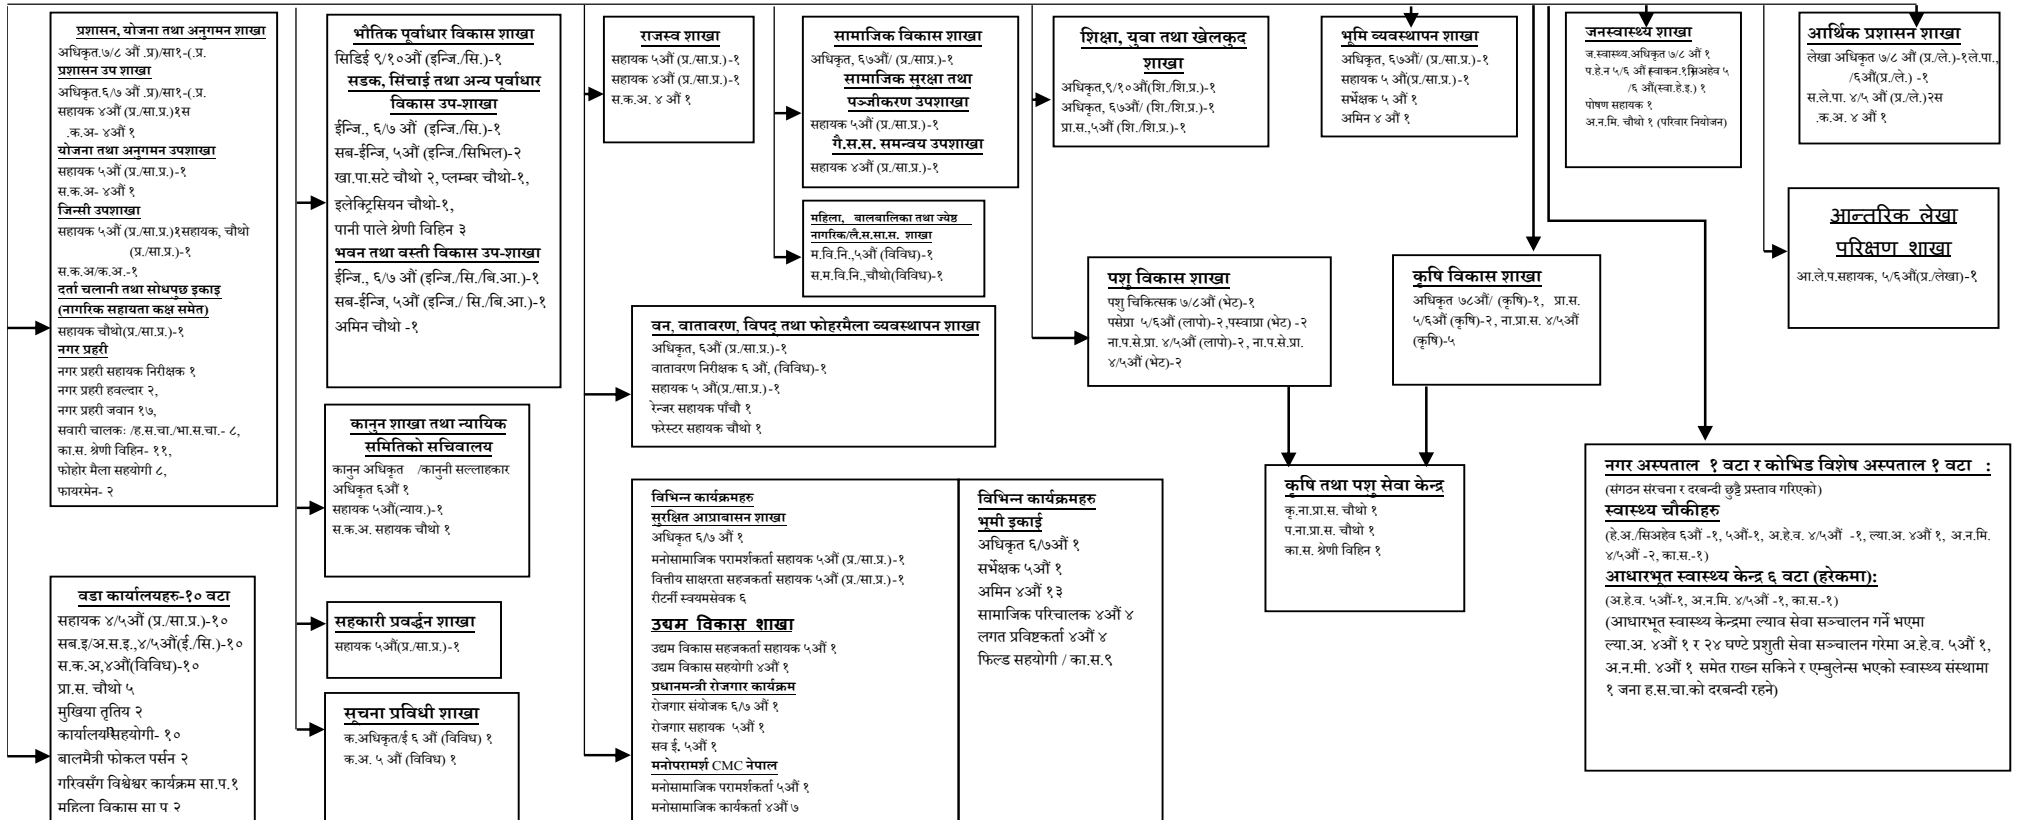 प्रशासन, योजना तथा अनुगमन शाखा
अधिकृत.७/८ औं .प्र)/सा१-(.प्र.
प्रशासन उप शाखा
अधिकृत.६/७ औं .प्र)/सा१-(.प्र.
सहायक ४औं (प्र./सा.प्र.)१स
.क.अ- ४औं १
योजना तथा अनुगमन उपशाखा
सहायक ५औं (प्र./सा.प्र.)-१
स.क.अ- ४औं १
जिन्सी उपशाखा
सहायक ५औं (प्र./सा.प्र.)१सहायक, चौथो
(प्र./सा.प्र.)-१
स.क.अ/क.अ.-१
दर्ता चलानी तथा सोधपुछ इकाइ
(नागरिक सहायता कक्ष समेत)
सहायक चौथो(प्र./सा.प्र.)-१
नगर प्रहरी
नगर प्रहरी सहायक निरीक्षक १
नगर प्रहरी हवल्दार २,
नगर प्रहरी जवान १७,
सवारी चालकः /ह.स.चा./भा.स.चा.- ८,
का.स. श्रेणी विहिन- ११,
फोहोर मैला सहयोगी ८,
फायरमेन- २
वडा कार्यालयहरु-१० वटा
सहायक ४/५औं (प्र./सा.प्र.)-१०
सब.इ/अ.स.इ.,४/५औं(ई./सि.)-१०
स.क.अ,४औं(विविध)-१०
प्रा.स. चौथो ५
मुखिया तृतिय २
कार्यालय सहयोगी- १०
बालमैत्री फोकल पर्सन २
गरिवसँग विश्वेश्वर कार्यक्रम सा.प.१
महिला विकास सा प २
भौतिक पूर्वाधार विकास शाखा
सिडिई ९/१०औं (इन्जि./सि.)-१
सडक, सिंचाई तथा अन्य पूर्वाधार
विकास उप-शाखा
ईन्जि., ६/७ औं (इन्जि./सि.)-१
सब-ईन्जि, ५औं (इन्जि./सिभिल)-२
खा.पा.सटे चौथो २, प्लम्बर चौथो-१,
इलेक्ट्रिसियन चौथो-१,
पानी पाले श्रेणी विहिन ३
भवन तथा वस्ती विकास उप-शाखा
ईन्जि., ६/७ औं (इन्जि./सि./बि.आ.)-१
सब-ईन्जि, ५औं (इन्जि./ सि./बि.आ.)-१
अमिन चौथो -१
कानुन शाखा तथा न्यायिक
समितिको सचिवालय
कानुन अधिकृत /कानुनी सल्लाहकार
अधिकृत ६औं १
सहायक ५औं(न्याय.)-१
स.क.अ. सहायक चौथो १
सहकारी प्रवर्द्धन शाखा
सहायक ५औं(प्र./सा.प्र.)-१
सूचना प्रविधी शाखा
क.अधिकृत/ई ६ औं (विविध) १
क.अ. ५ औं (विविध) १
राजस्व शाखा
सहायक ५औं (प्र./सा.प्र.)-१
सहायक ४औं (प्र./सा.प्र.)-१
स.क.अ. ४ औं १
सामाजिक विकास शाखा
अधिकृत, ६७औं/ (प्र./सा.प्र.)-१
सामाजिक सुरक्षा तथा
पञ्जीकरण उपशाखा
सहायक ५औं (प्र./सा.प्र.)-१
गै.स.स. समन्वय उपशाखा
सहायक ४औं (प्र./सा.प्र.)-१
महिला, बालबालिका तथा ज्येष्ठ
नागरिक/लै.स.सा.स. शाखा
म.वि.नि.,५औं (विविध)-१
स.म.वि.नि.,चौथो(विविध)-१
वन, वातावरण, विपद् तथा फोहरमैला व्यवस्थापन शाखा
अधिकृत, ६औं (प्र./सा.प्र.)-१
वातावरण निरीक्षक ६ औं, (विविध)-१
सहायक ५ औं(प्र./सा.प्र.)-१
रेन्जर सहायक पाँचौ १
फरेस्टर सहायक चौथो १
विभिन्न कार्यक्रमहरु
सुरक्षित आप्राबासन शाखा
अधिकृत ६/७ औं १
मनोसामाजिक परामर्शकर्ता सहायक ५औं (प्र./सा.प्र.)-१
वित्तीय साक्षरता सहजकर्ता सहायक ५औं (प्र./सा.प्र.)-१
रीटर्नी स्वयमसेवक ६
उद्यम विकास शाखा
उद्यम विकास सहजकर्ता सहायक ५औं १
उद्यम विकास सहयोगी ४औं १
प्रधानमन्त्री रोजगार कार्यक्रम
रोजगार संयोजक ६/७ औं १
रोजगार सहायक ५औं १
सव ई. ५औं १
मनोपरामर्श CMC नेपाल
मनोसामाजिक परामर्शकर्ता ५औं १
मनोसामाजिक कार्यकर्ता ४औं ७
विभिन्न कार्यक्रमहरु
भूमी इकाई
अधिकृत ६/७औं १
सर्भेक्षक ५औं १
अमिन ४औं १३
सामाजिक परिचालक ४औं ४
लगत प्रविष्टकर्ता ४औं ४
फिल्ड सहयोगी / का.स.९
शिक्षा, युवा तथा खेलकुद
शाखा
अधिकृत,९/१०औं(शि./शि.प्र.)-१
अधिकृत, ६७औं/ (शि./शि.प्र.)-१
प्रा.स.,५औं (शि./शि.प्र.)-१
पशु विकास शाखा
पशु चिकित्सक ७/८औं (भेट)-१
पसेप्रा ५/६औं (लापो)-२,पस्वाप्रा (भेट) -२
ना.प.से.प्रा. ४/५औं (लापो)-२, ना.प.से.प्रा.
४/५औं (भेट)-२
भूमि व्यवस्थापन शाखा
अधिकृत, ६७औं/ (प्र./सा.प्र.)-१
सहायक ५ औं(प्र./सा.प्र.)-१
सर्भेक्षक ५ औं १
अमिन ४ औं १
कृषि विकास शाखा
अधिकृत ७८औं/ (कृषि)-१, प्रा.स.
५/६औं (कृषि)-२, ना.प्रा.स. ४/५औं
(कृषि)-५
कृषि तथा पशु सेवा केन्द्र
कृ.ना.प्रा.स. चौथो १
प.ना.प्रा.स. चौथो १
का.स. श्रेणी विहिन १
जनस्वास्थ्य शाखा
ज.स्वास्थ्य.अधिकृत ७/८ औं १
प.हे.न ५/६ औं
/६ औं(स्वा.हे.इ.) १
पोषण सहायक १
अ.न.मि. चौथो १ (परिवार नियोजन)
आर्थिक प्रशासन शाखा
लेखा अधिकृत ७/८ औं (प्र./ले.)-१ले.पा.,
/६औं(प्र./ले.) -१
स.ले.पा. ४/५ औं (प्र./ले.)२स
.क.अ. ४ औं १
आन्तरिक लेखा
परिक्षण शाखा
आ.ले.प.सहायक, ५/६औं(प्र./लेखा)-१
नगर अस्पताल १ वटा र कोभिड विशेष अस्पताल १ वटा :
(संगठन संरचना र दरबन्दी छुट्टै प्रस्ताव गरिएको)
स्वास्थ्य चौकीहरु
(हे.अ./सिअहेव ६औं -१, ५औं-१, अ.हे.व. ४/५औं -१, ल्या.अ. ४औं १, अ.न.मि.
४/५औं -२, का.स.-१)
आधारभूत स्वास्थ्य केन्द्र ६ वटा (हरेकमा):
(अ.हे.व. ५औं-१, अ.न.मि. ४/५औं -१, का.स.-१)
(आधारभूत स्वास्थ्य केन्द्रमा ल्याव सेवा सञ्चालन गर्ने भएमा
ल्या.अ. ४औं १ र २४ घण्टे प्रशुती सेवा सञ्चालन गरेमा अ.हे.व. ५औं १,
अ.न.मी. ४औं १ समेत राख्न सकिने र एम्बुलेन्स भएको स्वास्थ्य संस्थामा
१ जना ह.स.चा.को दरबन्दी रहने)